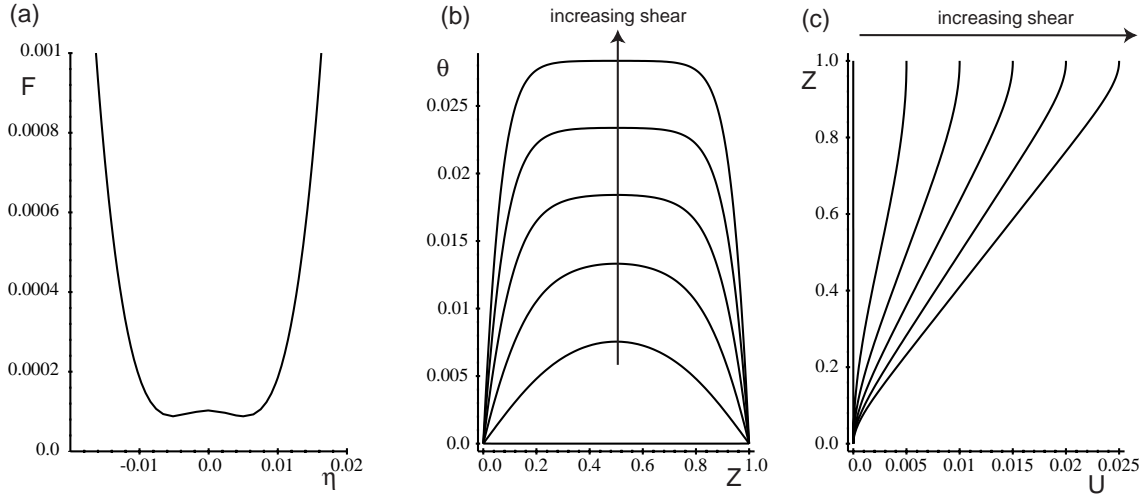 (a)
F
0.001
0.0008
0.0006
0.0004
0.0002
0.0
-0.01 0.0 0.01 0.02
η
(b)
increasing shear
θ
0.025
0.02
0.015
0.01
0.005
0.0
0.0 0.2 0.4 0.6 0.8 1.0
Z
(c)
increasing shear
Z
1.0
0.8
0.6
0.4
0.2
0.0
0.0 0.005 0.01 0.015 0.02 0.025
U